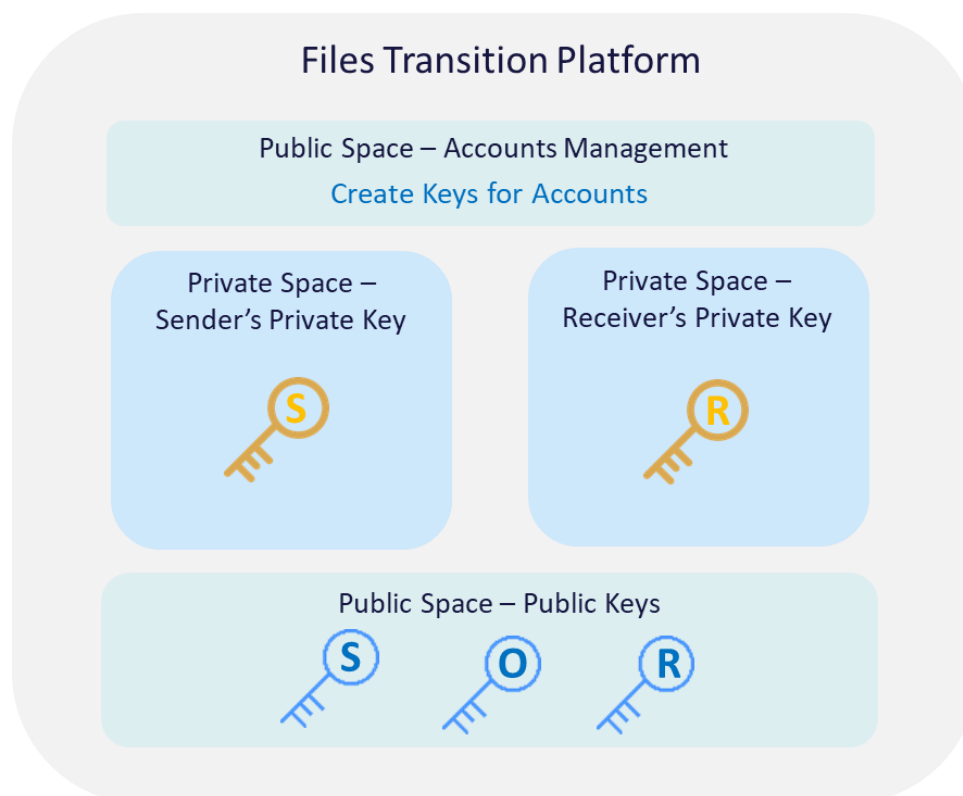 Files Transition Platform
Public Space – Accounts Management
Create Keys for Accounts
Private Space –
Sender's Private Key
S
Private Space –
Receiver's Private Key
R
Public Space – Public Keys
S O R